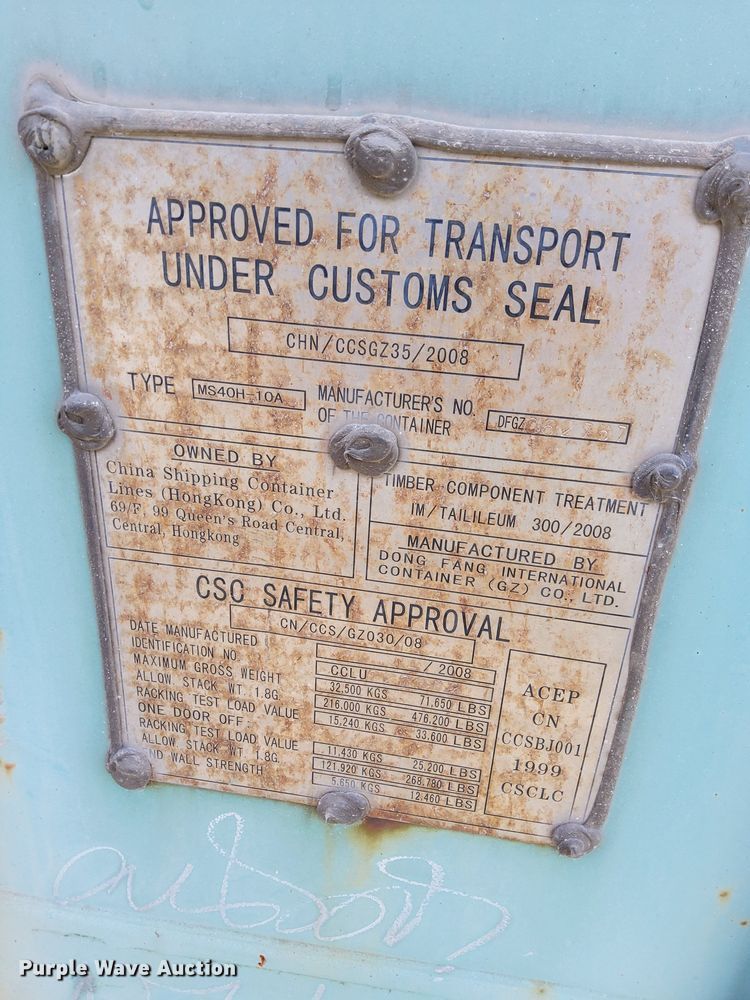 APPROVED FOR TRANSPORT
UNDER CUSTOMS SEAL
CHN/CCSGZ35/2008
TYPE MS40H-10A MANUFACTURER'S NO.
OF THE CONTAINER DFGZ
OWNED BY
China Shipping Container
Lines (HongKong) Co., Ltd.
69/F, 99 Queen's Road Central,
Central, Hongkong
TIMBER COMPONENT TREATMENT
IM/TAILILEUM 300/2008
MANUFACTURED BY
DONG FANG INTERNATIONAL
CONTAINER (GZ) CO., LTD.
CSC SAFETY APPROVAL
CN/CCS/GZ030/08
DATE MANUFACTURED / 2008
IDENTIFICATION NO. CCLU
MAXIMUM GROSS WEIGHT 32,500 KGS 71,650 LBS
ALLOW. STACK WT. 1.8G. 216,000 KGS 476,200 LBS
RACKING TEST LOAD VALUE 15,240 KGS 33,600 LBS
ONE DOOR OFF:
RACKING TEST LOAD VALUE 11,430 KGS 25,200 LBS
ALLOW. STACK WT. 1.8G. 121,920 KGS 268,780 LBS
WALL STRENGTH 5,650 KGS 12,460 LBS
ACEP
CN
CCSBJ001
1999
CSCLC
Purple Wave Auction